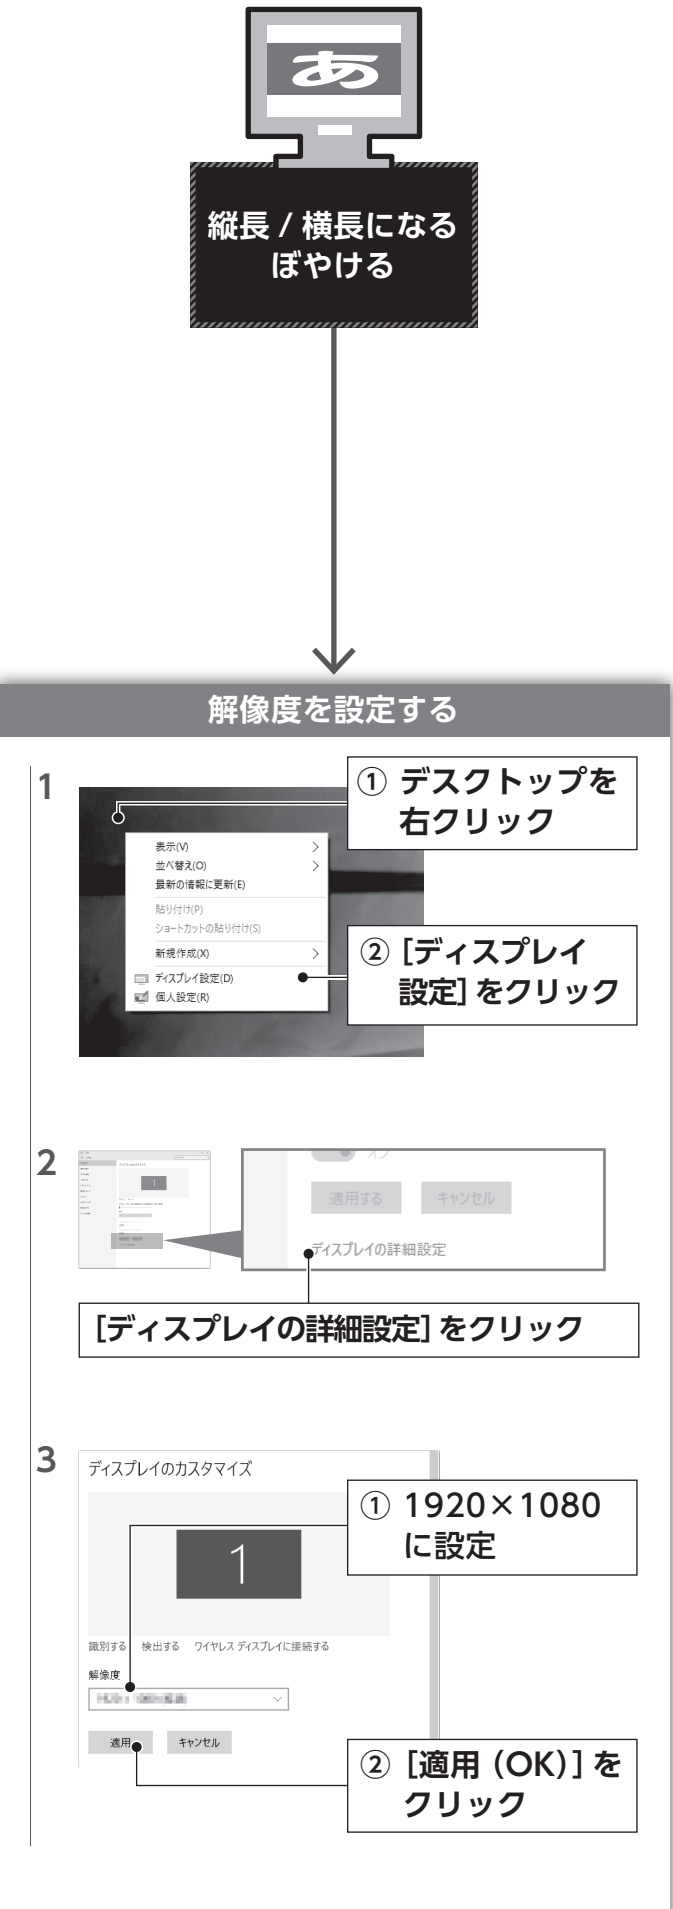 あ
縦長 / 横長になる
ぼやける
解像度を設定する
1
① デスクトップを
右クリック
表示(V)
並べ替え(O)
最新の情報に更新(E)
貼り付け(P)
ショートカットの貼り付け(S)
新規作成(X)
ディスプレイ設定(D)
個人設定(R)
② [ディスプレイ
設定] をクリック
2
オフ
適用する キャンセル
ディスプレイの詳細設定
[ディスプレイの詳細設定] をクリック
3
ディスプレイのカスタマイズ
1
① 1920×1080
に設定
識別する 検出する ワイヤレス ディスプレイに接続する
解像度
適用 キャンセル
② [適用 (OK)] を
クリック